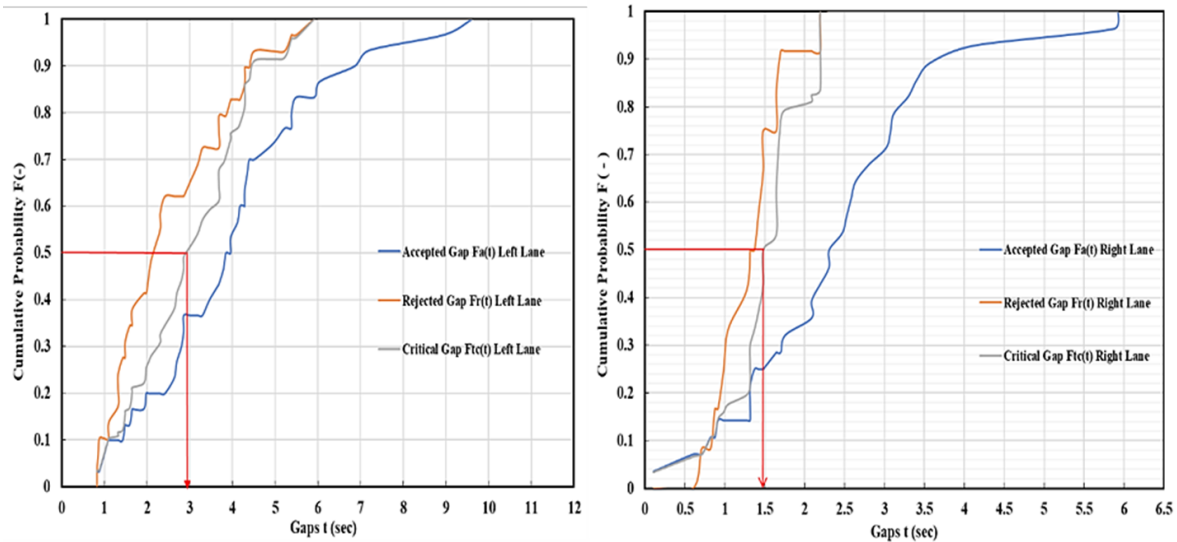 Cumulative Probability F(-)
1
0.9
0.8
0.7
0.6
0.5
0.4
0.3
0.2
0.1
0
0 1 2 3 4 5 6 7 8 9 10 11 12
Gaps t (sec)
Accepted Gap Fa(t) Left Lane
Rejected Gap Fr(t) Left Lane
Critical Gap Ftc(t) Left Lane
Cumulative Probability F ( - )
1
0.9
0.8
0.7
0.6
0.5
0.4
0.3
0.2
0.1
0
0 0.5 1 1.5 2 2.5 3 3.5 4 4.5 5 5.5 6 6.5
Gaps t (sec)
Accepted Gap Fa(t) Right Lane
Rejected Gap Fr(t) Right Lane
Critical Gap Ftc(t) Right Lane